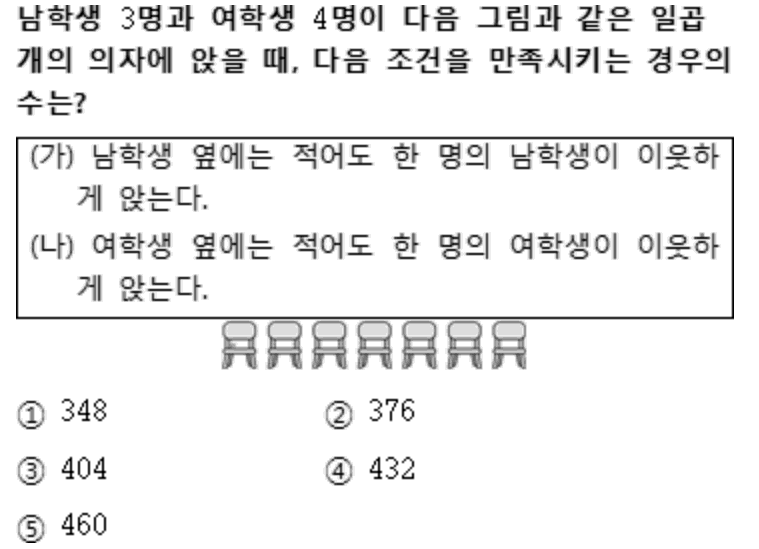 남학생 3명과 여학생 4명이 다음 그림과 같은 일곱
개의 의자에 앉을 때, 다음 조건을 만족시키는 경우의
수는?
(가) 남학생 옆에는 적어도 한 명의 남학생이 이웃하
게 앉는다.
(나) 여학생 옆에는 적어도 한 명의 여학생이 이웃하
게 앉는다.
① 348 ② 376
③ 404 ④ 432
⑤ 460